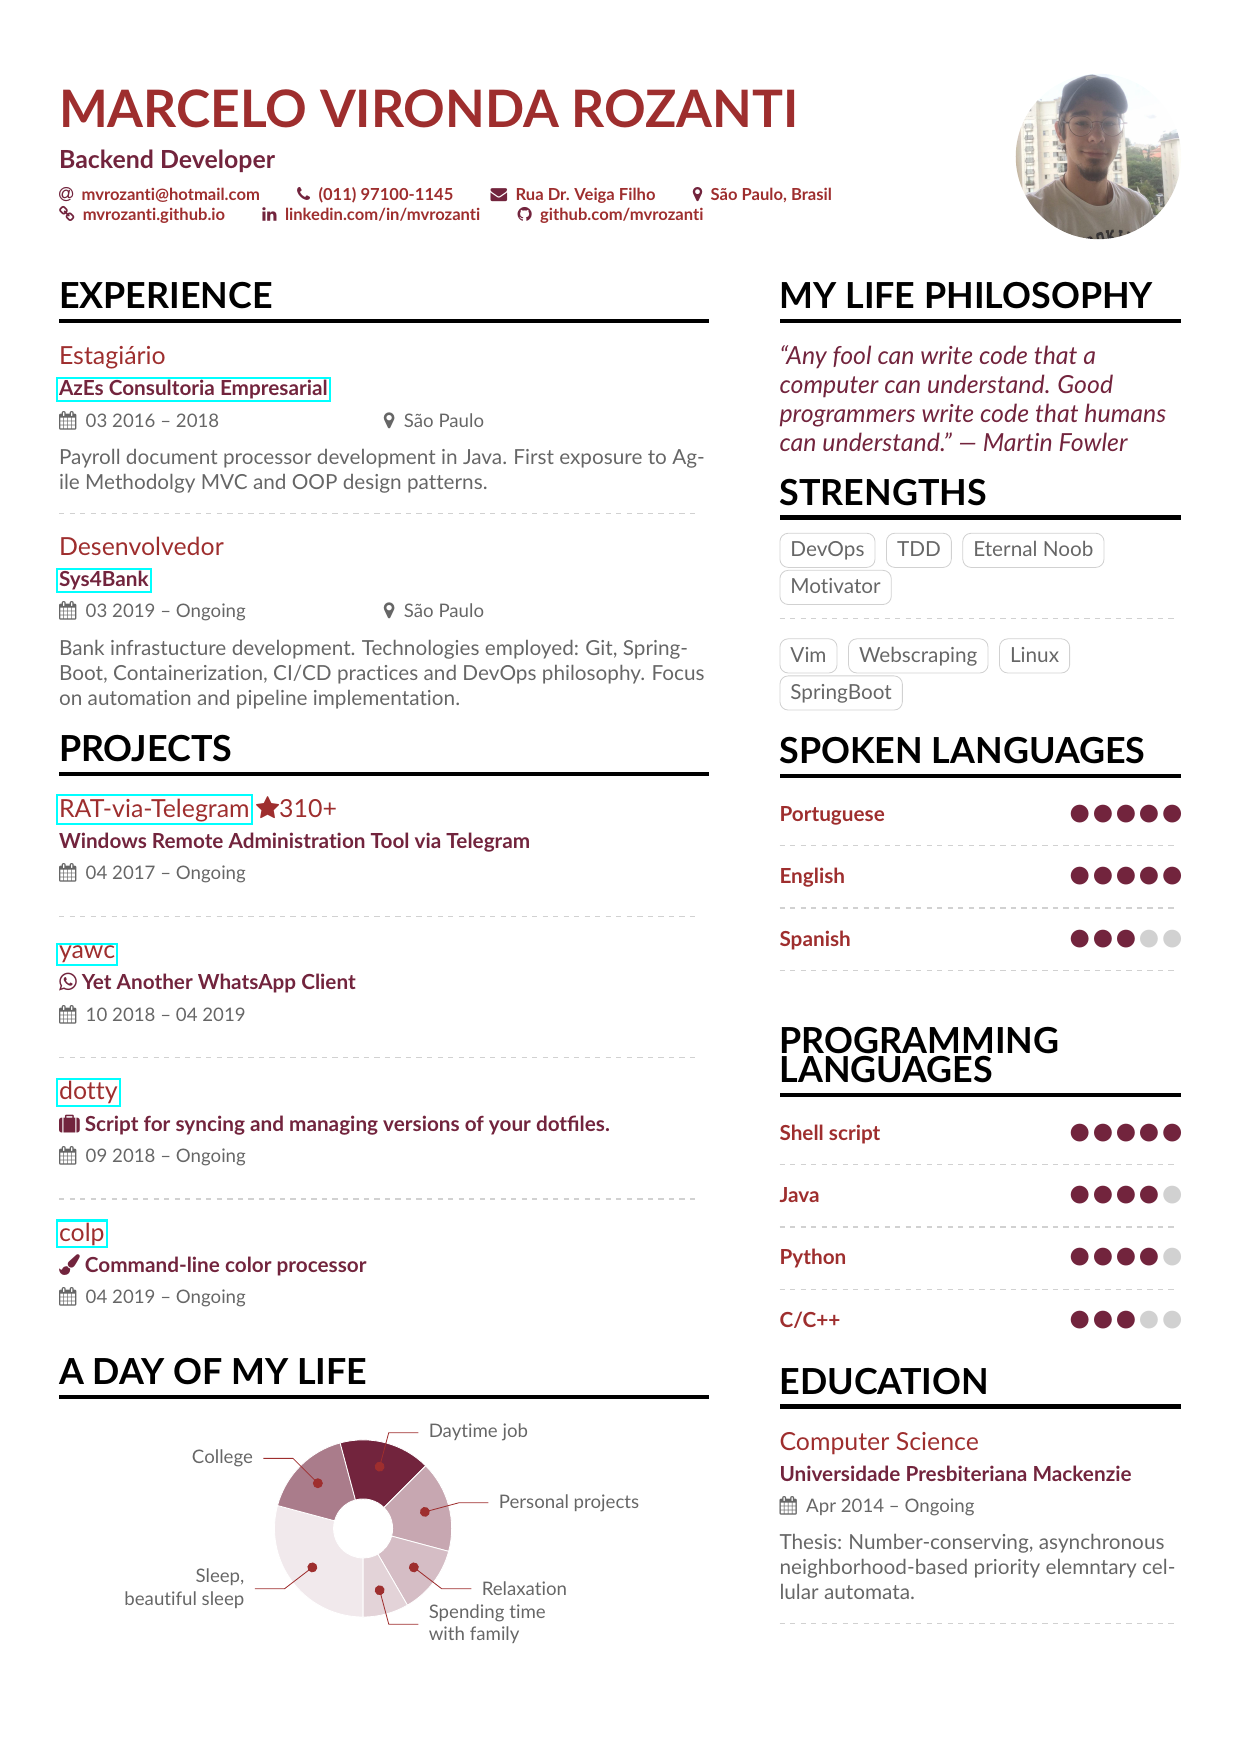 MARCELO VIRONDA ROZANTI
Backend Developer
mvrozanti@hotmail.com (011) 97100-1145 Rua Dr. Veiga Filho São Paulo, Brasil
mvrozanti.github.io linkedin.com/in/mvrozanti github.com/mvrozanti
EXPERIENCE
Estagiário
AzEs Consultoria Empresarial
03 2016 – 2018 São Paulo
Payroll document processor development in Java. First exposure to Ag-
ile Methodolgy MVC and OOP design patterns.
Desenvolvedor
Sys4Bank
03 2019 – Ongoing São Paulo
Bank infrastucture development. Technologies employed: Git, Spring-
Boot, Containerization, CI/CD practices and DevOps philosophy. Focus
on automation and pipeline implementation.
PROJECTS
RAT-via-Telegram ★310+
Windows Remote Administration Tool via Telegram
04 2017 – Ongoing
yawc
Yet Another WhatsApp Client
10 2018 – 04 2019
dotty
Script for syncing and managing versions of your dotfiles.
09 2018 – Ongoing
colp
Command-line color processor
04 2019 – Ongoing
A DAY OF MY LIFE
Daytime job
College
Personal projects
Sleep,
beautiful sleep
Relaxation
Spending time
with family
MY LIFE PHILOSOPHY
“Any fool can write code that a
computer can understand. Good
programmers write code that humans
can understand.” — Martin Fowler
STRENGTHS
DevOps TDD Eternal Noob
Motivator
Vim Webscraping Linux
SpringBoot
SPOKEN LANGUAGES
Portuguese
English
Spanish
PROGRAMMING
LANGUAGES
Shell script
Java
Python
C/C++
EDUCATION
Computer Science
Universidade Presbiteriana Mackenzie
Apr 2014 – Ongoing
Thesis: Number-conserving, asynchronous
neighborhood-based priority elemntary cel-
lular automata.